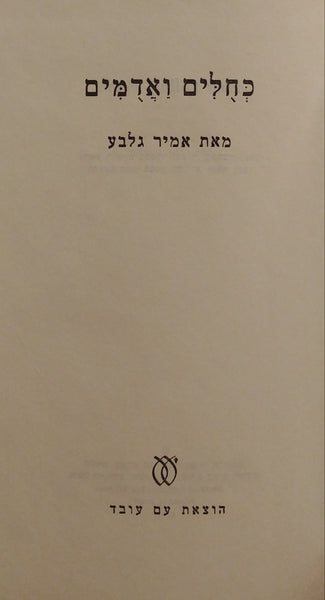 כְּחֻלִּים וַאֲדֻמִּים
מאת אמיר גלבע
הוצאת עם עובד